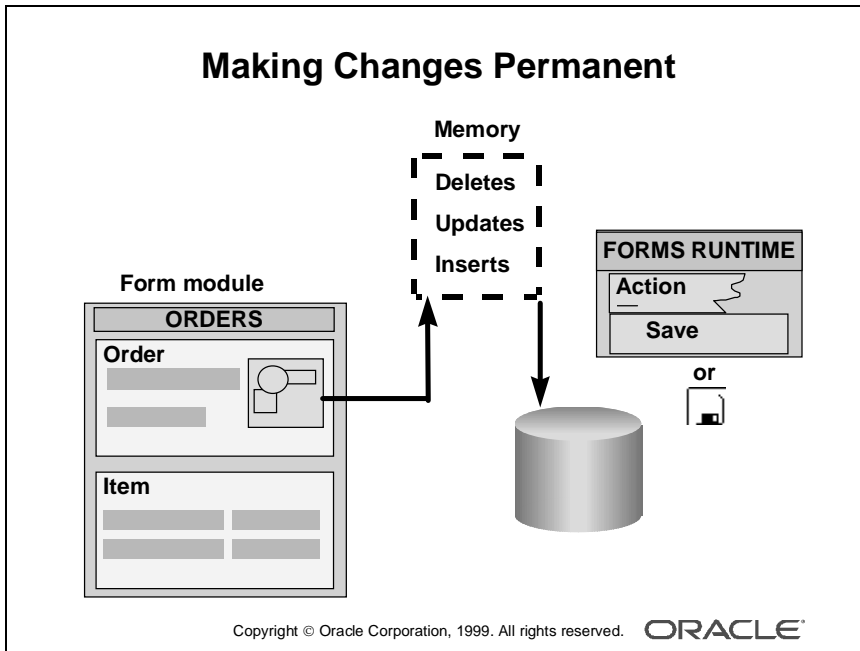 Making Changes Permanent
Memory
Deletes
Updates
Inserts
FORMS RUNTIME
Action
Save
or
Form module
ORDERS
Order
Item
Copyright © Oracle Corporation, 1999. All rights reserved.
ORACLE®